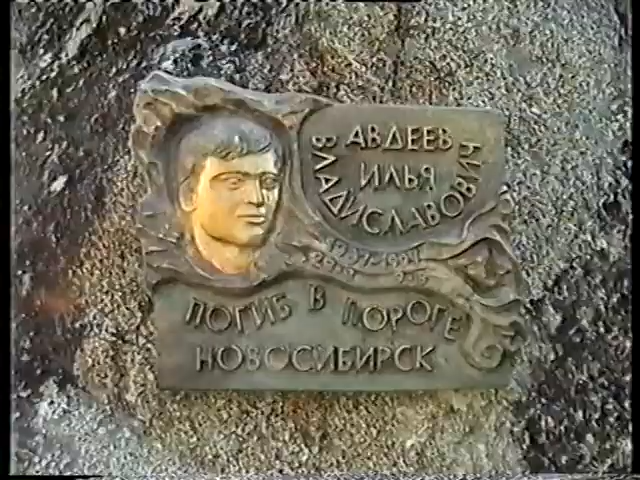 АВДЕЕВ
ИЛЬЯ
ВЛАДИСЛАВОВИЧ
ПОГИБ В ПОРОГЕ
НОВОСИБИРСК